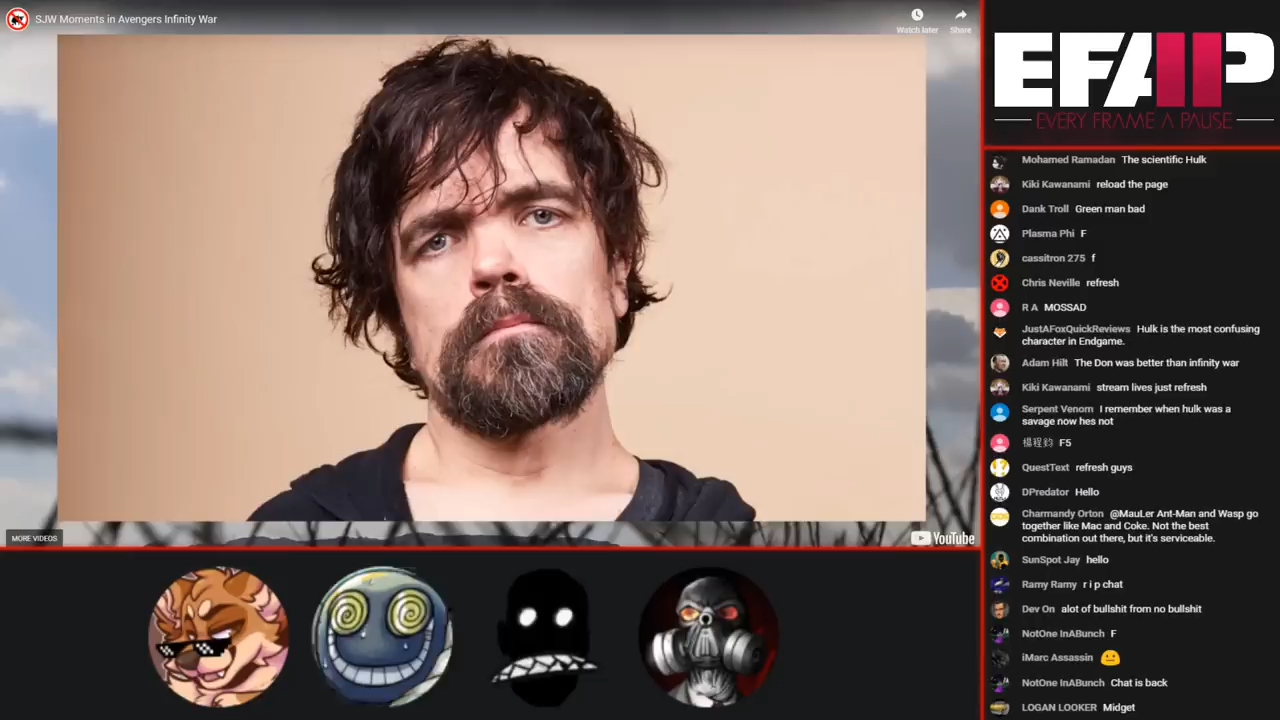 SJW Moments in Avengers Infinity War
Watch later
Share
MORE VIDEOS
YouTube
EFAP
EVERY FRAME A PAUSE
Mohamed Ramadan The scientific Hulk
Kiki Kawanami reload the page
Dank Troll Green man bad
Plasma Phi F
cassitron 275 f
Chris Neville refresh
R A MOSSAD
JustAFoxQuickReviews Hulk is the most confusing
character in Endgame.
Adam Hilt The Don was better than infinity war
Kiki Kawanami stream lives just refresh
Serpent Venom I remember when hulk was a
savage now hes not
楊程鈞 F5
QuestText refresh guys
DPredator Hello
Charmandy Orton @MauLer Ant-Man and Wasp go
together like Mac and Coke. Not the best
combination out there, but it's serviceable.
SunSpot Jay hello
Ramy Ramy r i p chat
Dev On alot of bullshit from no bullshit
NotOne InABunch F
iMarc Assassin
NotOne InABunch Chat is back
LOGAN LOOKER Midget